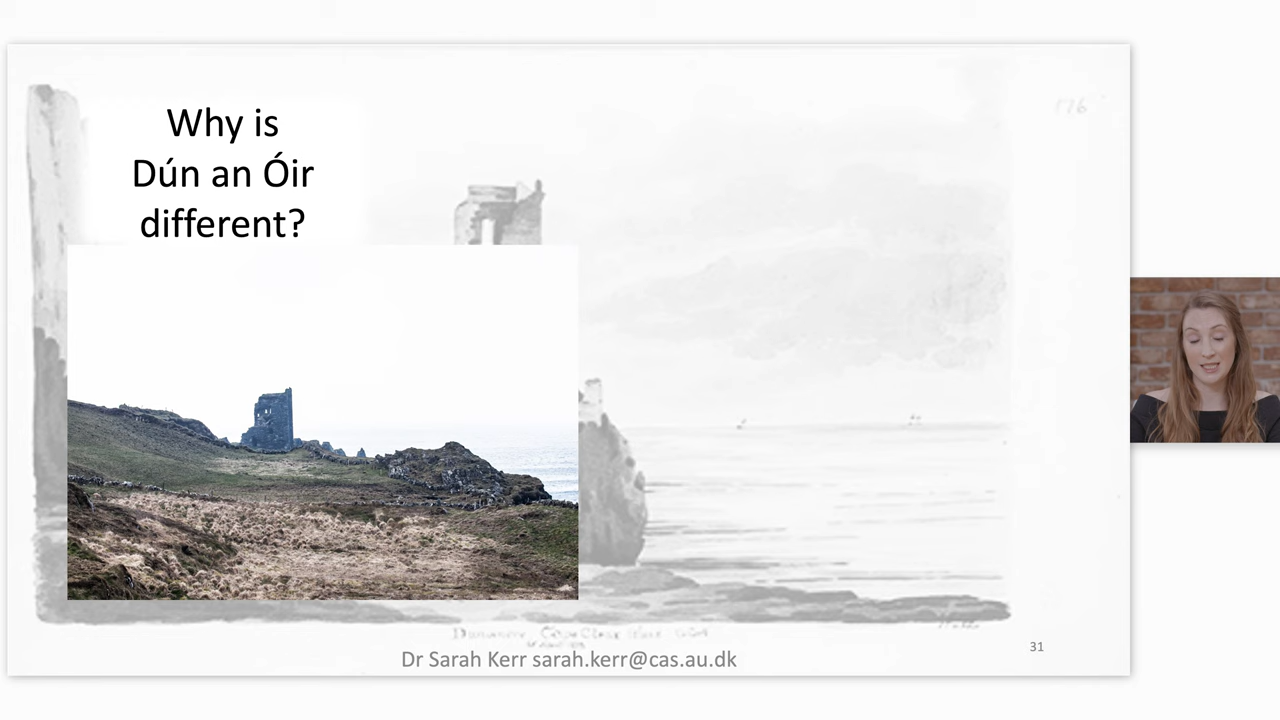 Why is
Dún an Óir
different?
176
Dr Sarah Kerr sarah.kerr@cas.au.dk
31